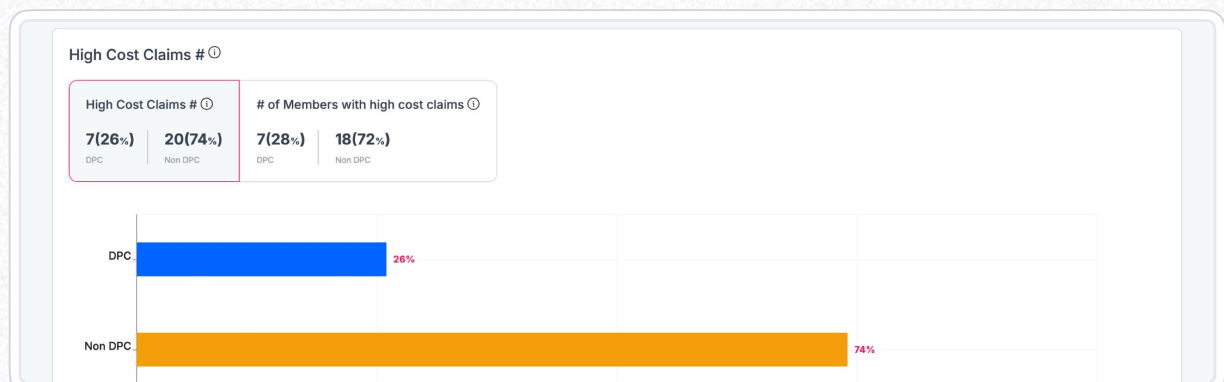 High Cost Claims #
High Cost Claims #
7(26%) 20(74%)
DPC Non DPC
# of Members with high cost claims
7(28%) 18(72%)
DPC Non DPC
DPC 26%
Non DPC 74%